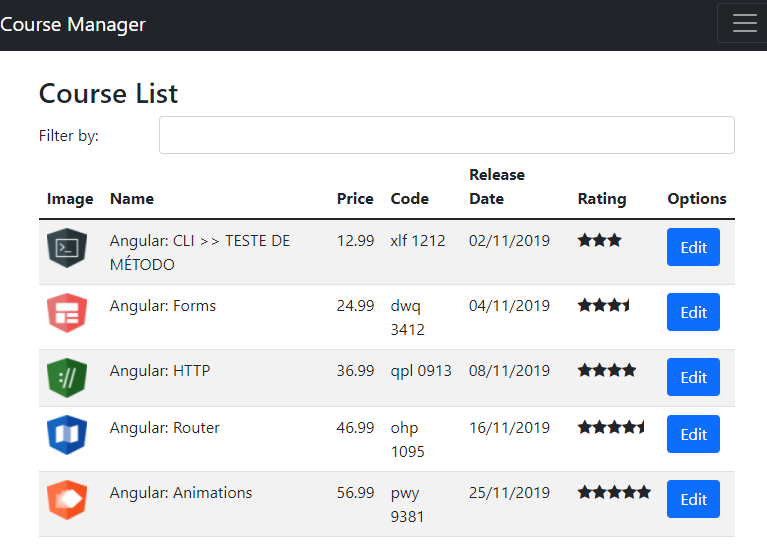 Course Manager
Course List
Filter by:
Release
Image Name Price Code Date Rating Options
Angular: CLI >> TESTE DE 12.99 xlf 1212 02/11/2019 Edit
MÉTODO
Angular: Forms 24.99 dwq 04/11/2019 Edit
3412
Angular: HTTP 36.99 qpl 0913 08/11/2019 Edit
Angular: Router 46.99 ohp 16/11/2019 Edit
1095
Angular: Animations 56.99 pwy 25/11/2019 Edit
9381